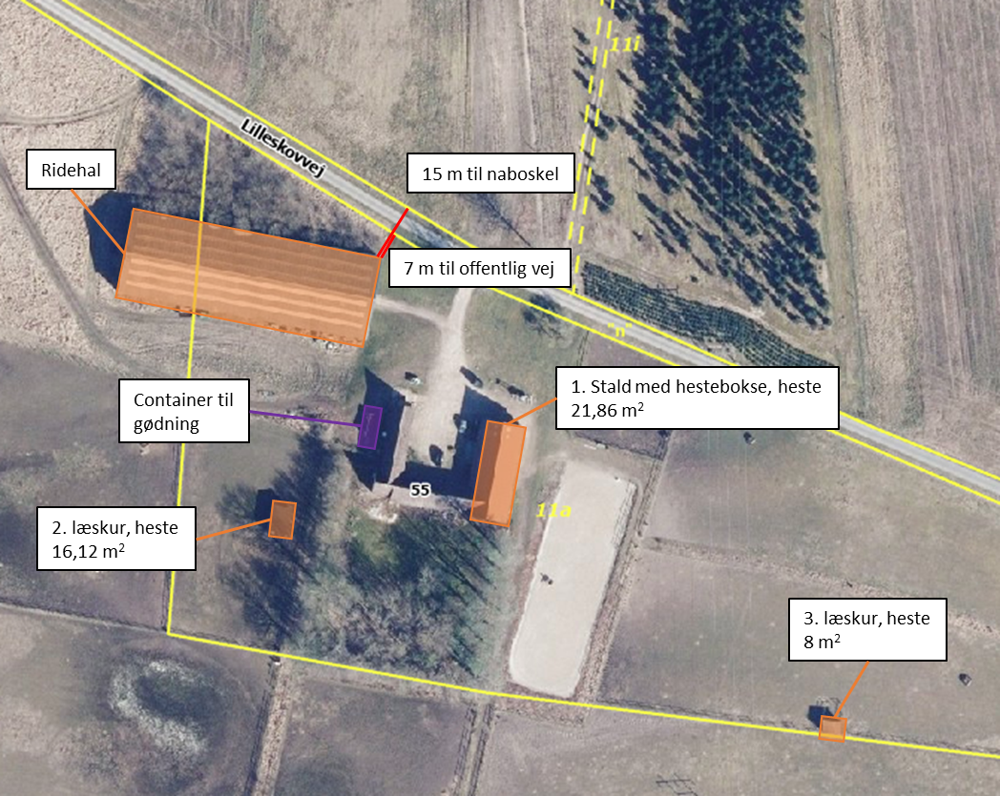 11i
Lilleskovvej
Ridehal
15 m til naboskel
7 m til offentlig vej
"n"
1. Stald med hestebokse, heste
21,86 m²
Container til
gødning
55
11a
2. læskur, heste
16,12 m²
3. læskur, heste
8 m²